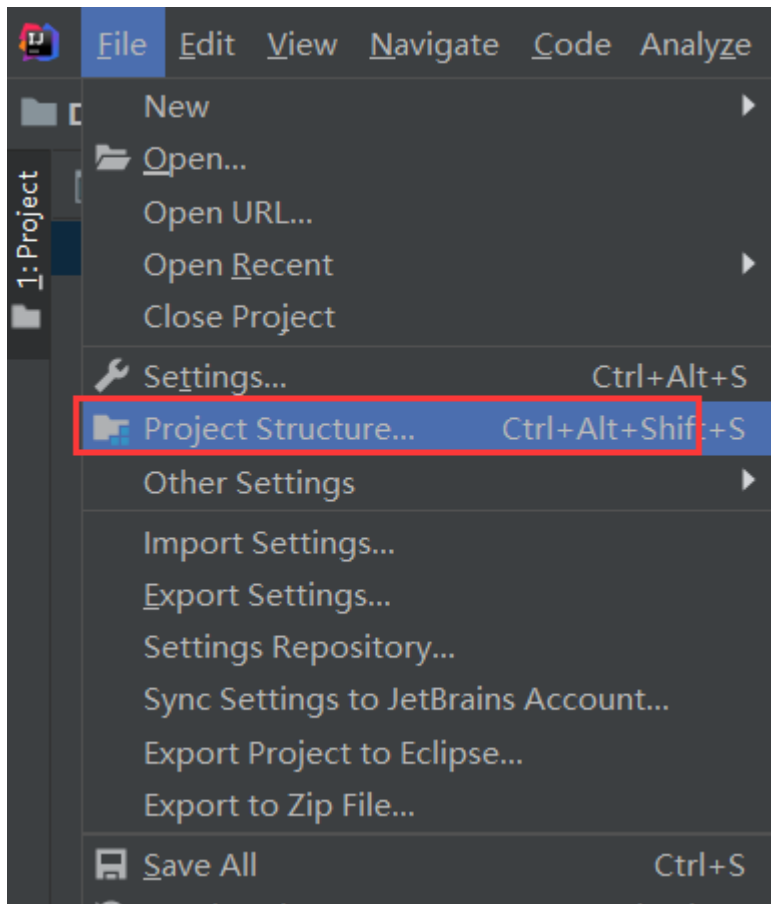 IJ
File Edit View Navigate Code Analyze
D
1: Project
New
Open...
Open URL...
Open Recent
Close Project
Settings... Ctrl+Alt+S
Project Structure... Ctrl+Alt+Shift+S
Other Settings
Import Settings...
Export Settings...
Settings Repository...
Sync Settings to JetBrains Account...
Export Project to Eclipse...
Export to Zip File...
Save All Ctrl+S